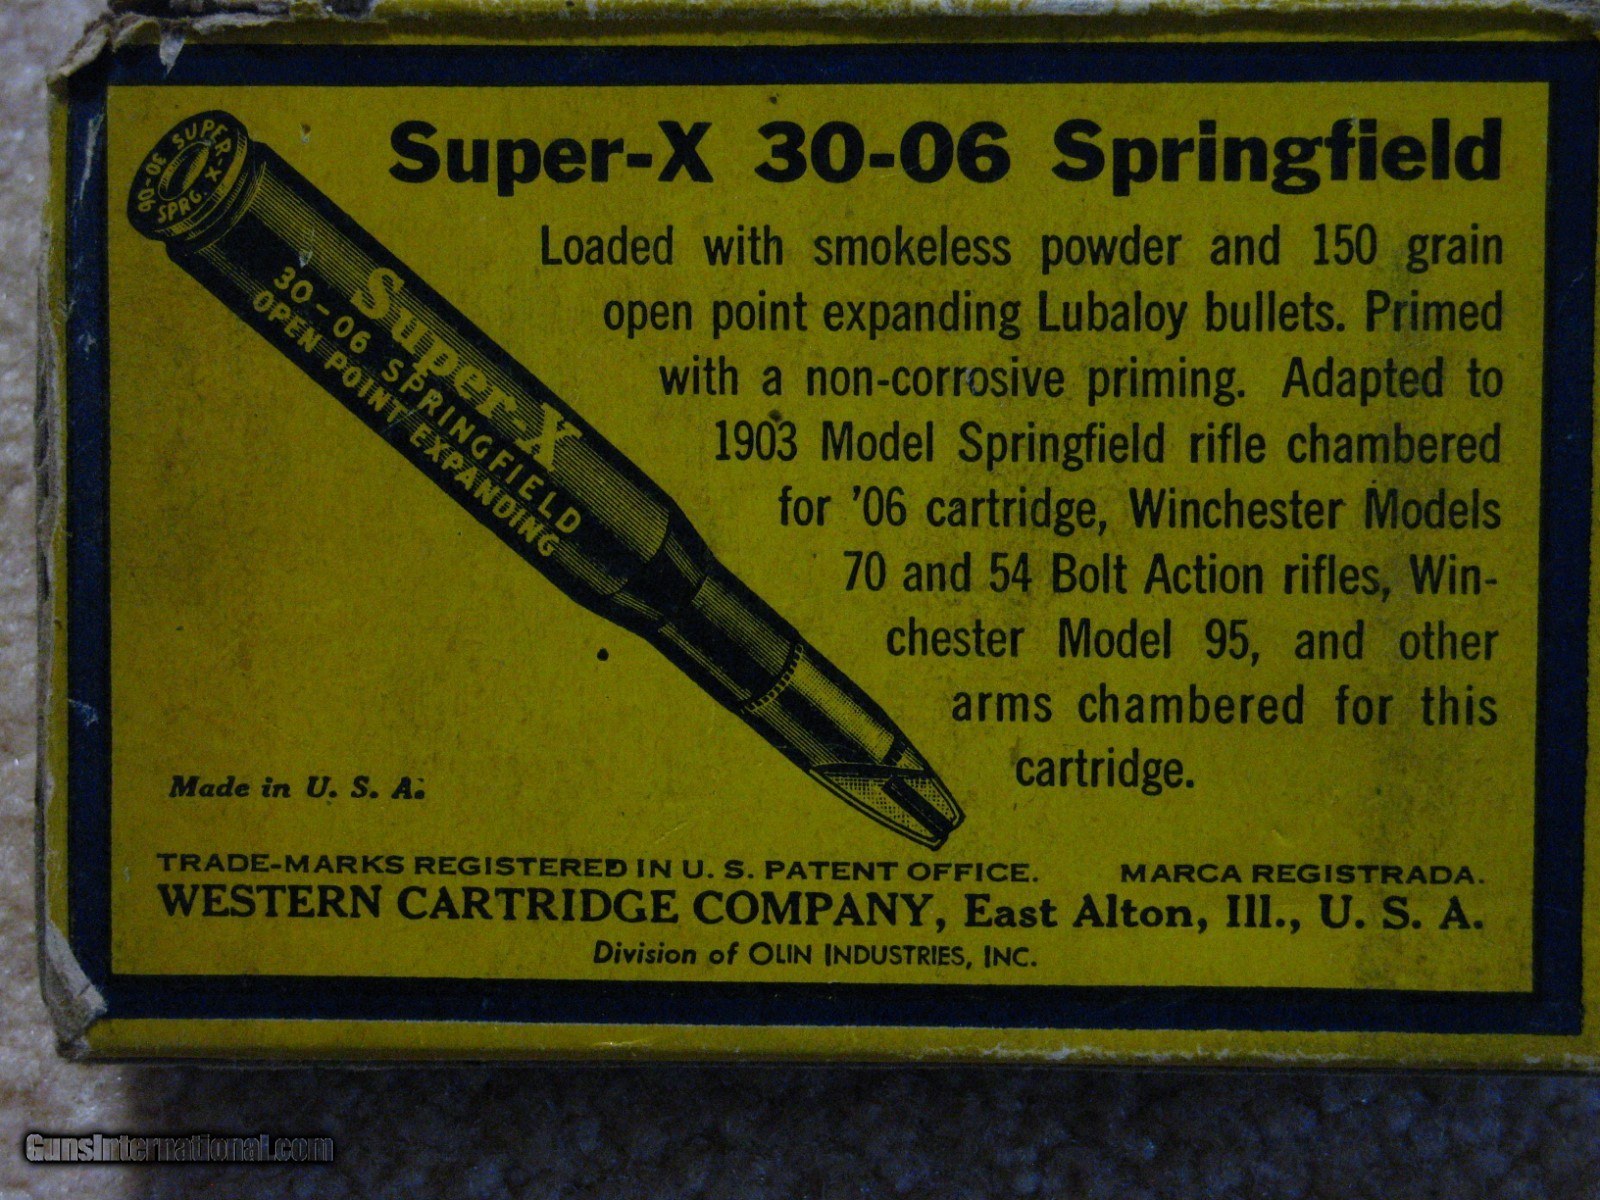 Super-X 30-06 Springfield
Loaded with smokeless powder and 150 grain
open point expanding Lubaloy bullets. Primed
with a non-corrosive priming. Adapted to
1903 Model Springfield rifle chambered
for '06 cartridge, Winchester Models
70 and 54 Bolt Action rifles, Win-
chester Model 95, and other
arms chambered for this
cartridge.
SUPER-X
30-06
SPRG.
Super-X
30-06 SPRINGFIELD
OPEN POINT EXPANDING
Made in U. S. A.
TRADE-MARKS REGISTERED IN U. S. PATENT OFFICE. MARCA REGISTRADA.
WESTERN CARTRIDGE COMPANY, East Alton, Ill., U. S. A.
Division of OLIN INDUSTRIES, INC.
GunsInternational.com